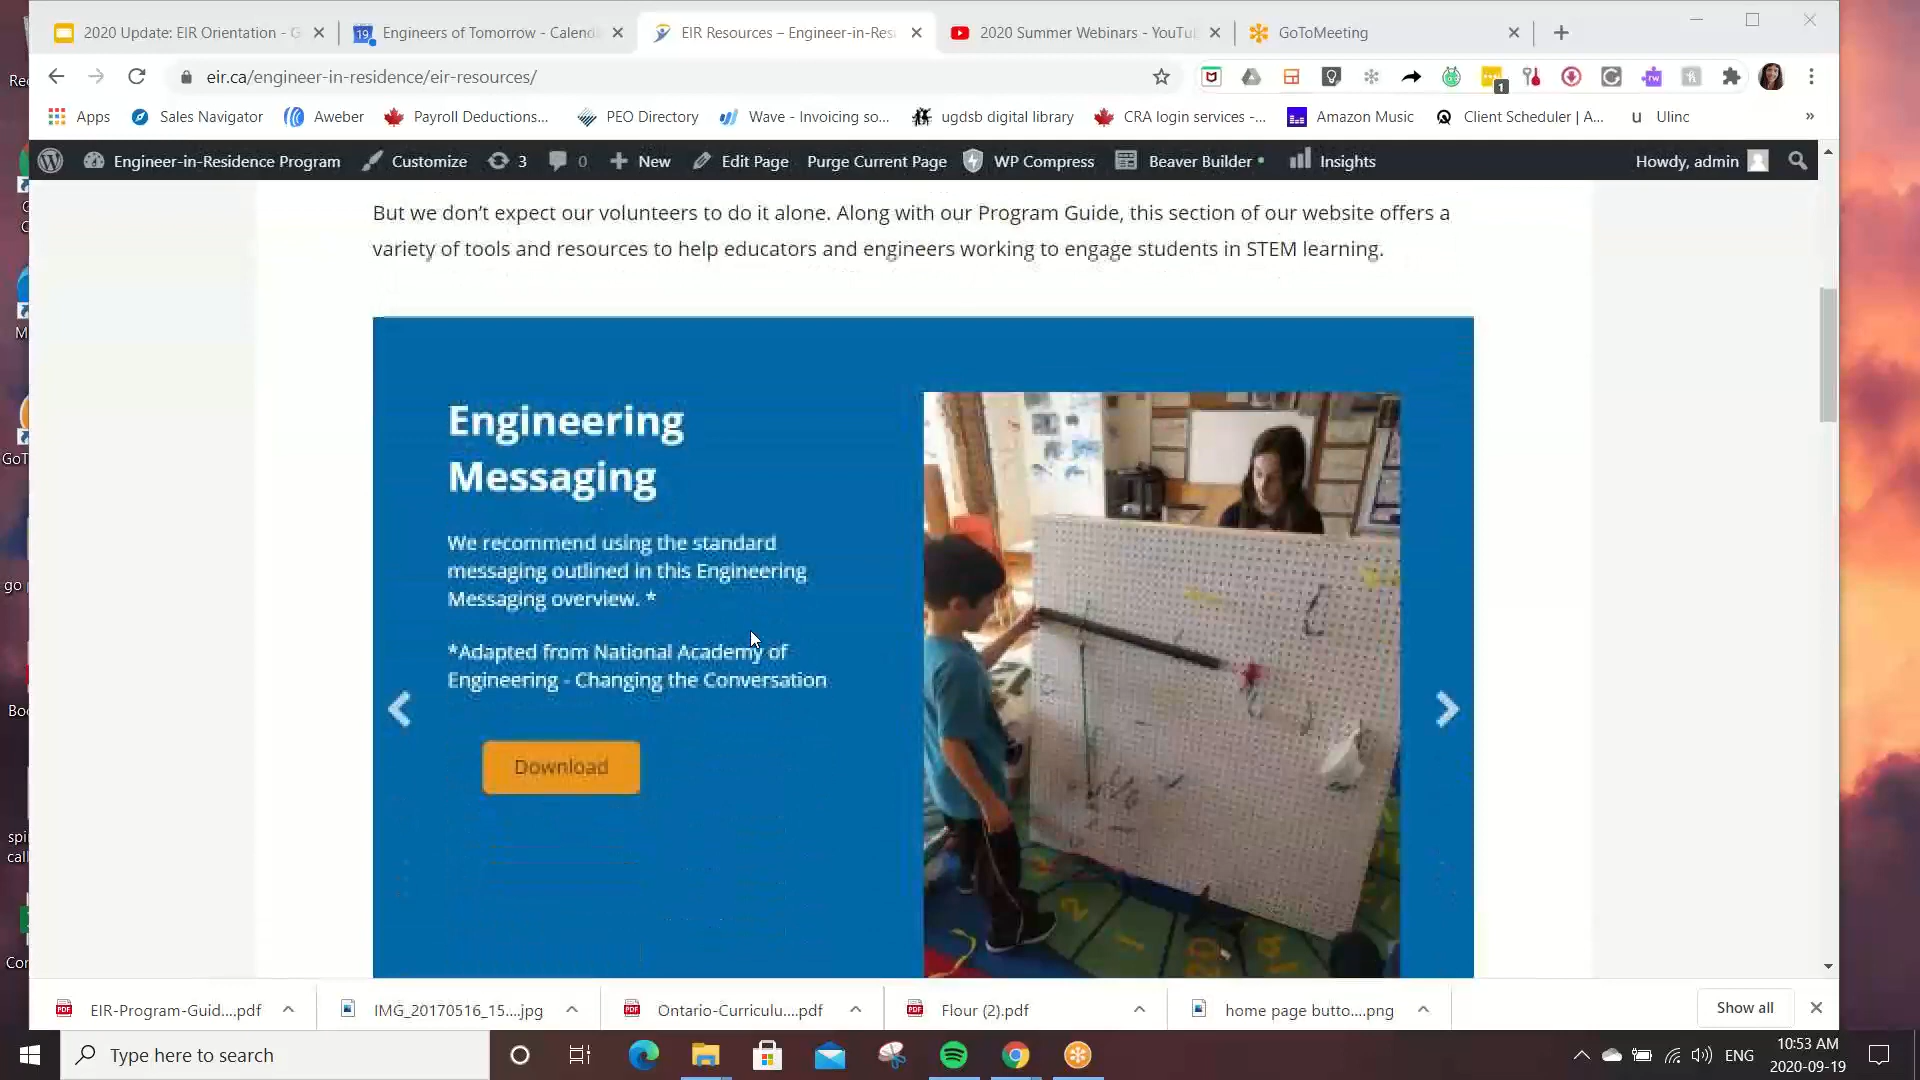 2020 Update: EIR Orientation - G
Engineers of Tomorrow - Calend
EIR Resources – Engineer-in-Res
2020 Summer Webinars - YouTu
GoToMeeting
eir.ca/engineer-in-residence/eir-resources/
1
Apps
Sales Navigator
Aweber
Payroll Deductions...
PEO Directory
Wave - Invoicing so...
ugdsb digital library
CRA login services -...
Amazon Music
Client Scheduler | A...
Ulinc
Engineer-in-Residence Program
Customize
3
0
New
Edit Page
Purge Current Page
WP Compress
Beaver Builder
Insights
Howdy, admin
But we don't expect our volunteers to do it alone. Along with our Program Guide, this section of our website offers a
variety of tools and resources to help educators and engineers working to engage students in STEM learning.
Engineering
Messaging
We recommend using the standard
messaging outlined in this Engineering
Messaging overview. *
*Adapted from National Academy of
Engineering - Changing the Conversation
Download
EIR-Program-Guid....pdf
IMG_20170516_15....jpg
Ontario-Curriculu....pdf
Flour (2).pdf
home page butto....png
Show all
Type here to search
ENG
10:53 AM
2020-09-19